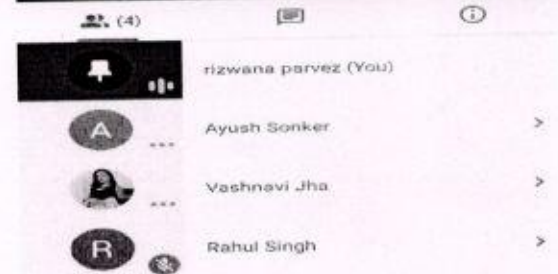 (4)
rizwana parvez (You)
A
Ayush Sonker
Vashnavi Jha
R
Rahul Singh